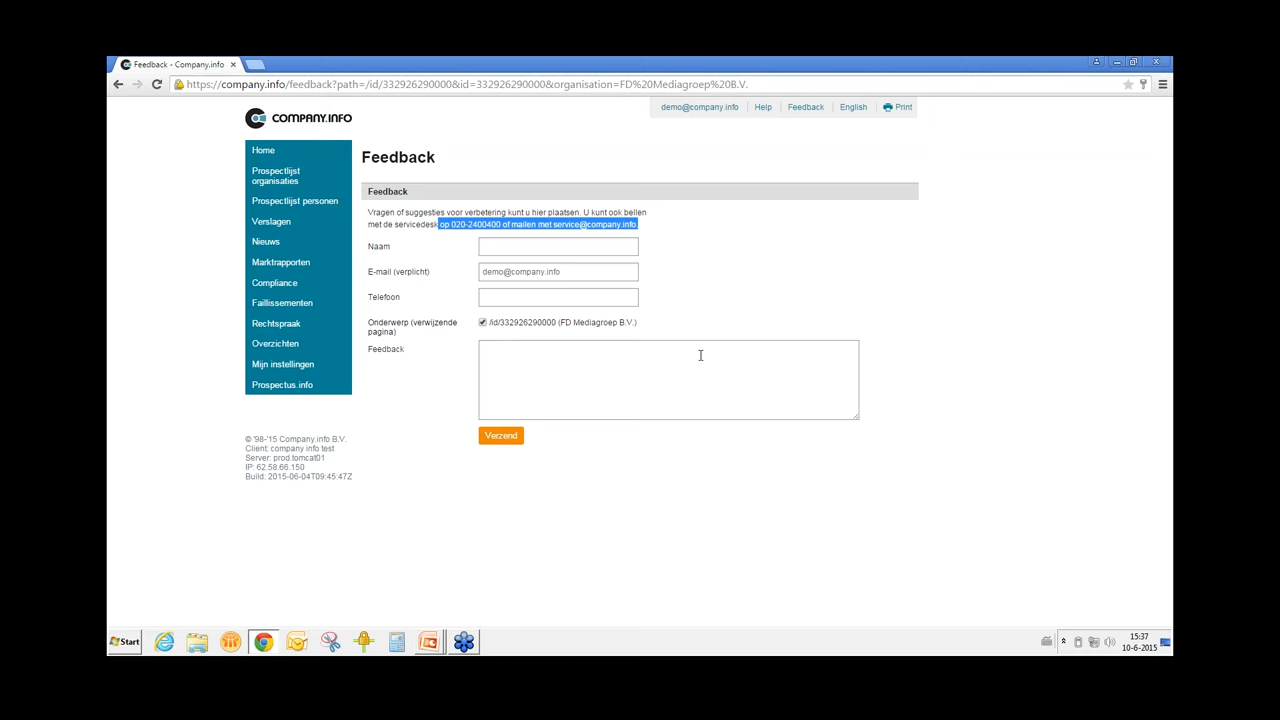 Feedback - Company.info
https://company.info/feedback?path=/id/332926290000&id=332926290000&organisation=FD%20Mediagroep%20B.V.
demo@company.info Help Feedback English Print
COMPANY.INFO
Home
Prospectlijst
organisaties
Prospectlijst personen
Verslagen
Nieuws
Marktrapporten
Compliance
Faillissementen
Rechtspraak
Overzichten
Mijn instellingen
Prospectus.info
© '98-'15 Company.info B.V.
Client: company info test
Server: prod.tomcat01
IP: 62.58.66.150
Build: 2015-06-04T09:45:47Z
Feedback
Feedback
Vragen of suggesties voor verbetering kunt u hier plaatsen. U kunt ook bellen
met de servicedesk op 020-2400400 of mailen met service@company.info.
Naam
E-mail (verplicht) demo@company.info
Telefoon
Onderwerp (verwijzende
pagina)
/id/332926290000 (FD Mediagroep B.V.)
Feedback
Verzend
Start
15:37
10-6-2015